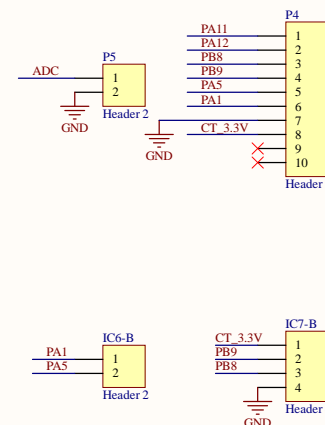 P4
PA11 1
PA12 2
PB8 3
PB9 4
PA5 5
PA1 6
7
CT_3.3V 8
9
10
GND
Header
P5
ADC 1
2
GND
Header 2
IC6-B
PA1 1
PA5 2
Header 2
IC7-B
CT_3.3V 1
PB9 2
PB8 3
4
GND
Header